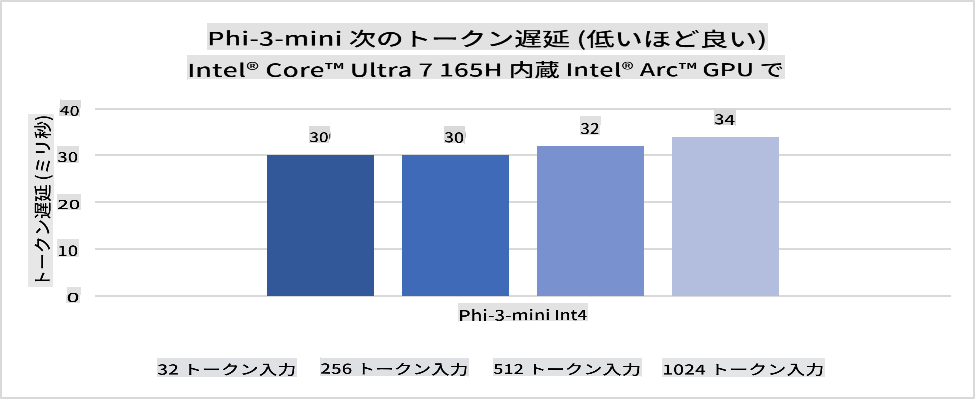 Phi-3-mini 次のトークン遅延 (低いほど良い)
Intel® Core™ Ultra 7 165H 内蔵 Intel® Arc™ GPU で
トークン遅延 (ミリ秒)
40
30
20
10
0
30
30
32
34
Phi-3-mini Int4
32 トークン入力
256 トークン入力
512 トークン入力
1024 トークン入力